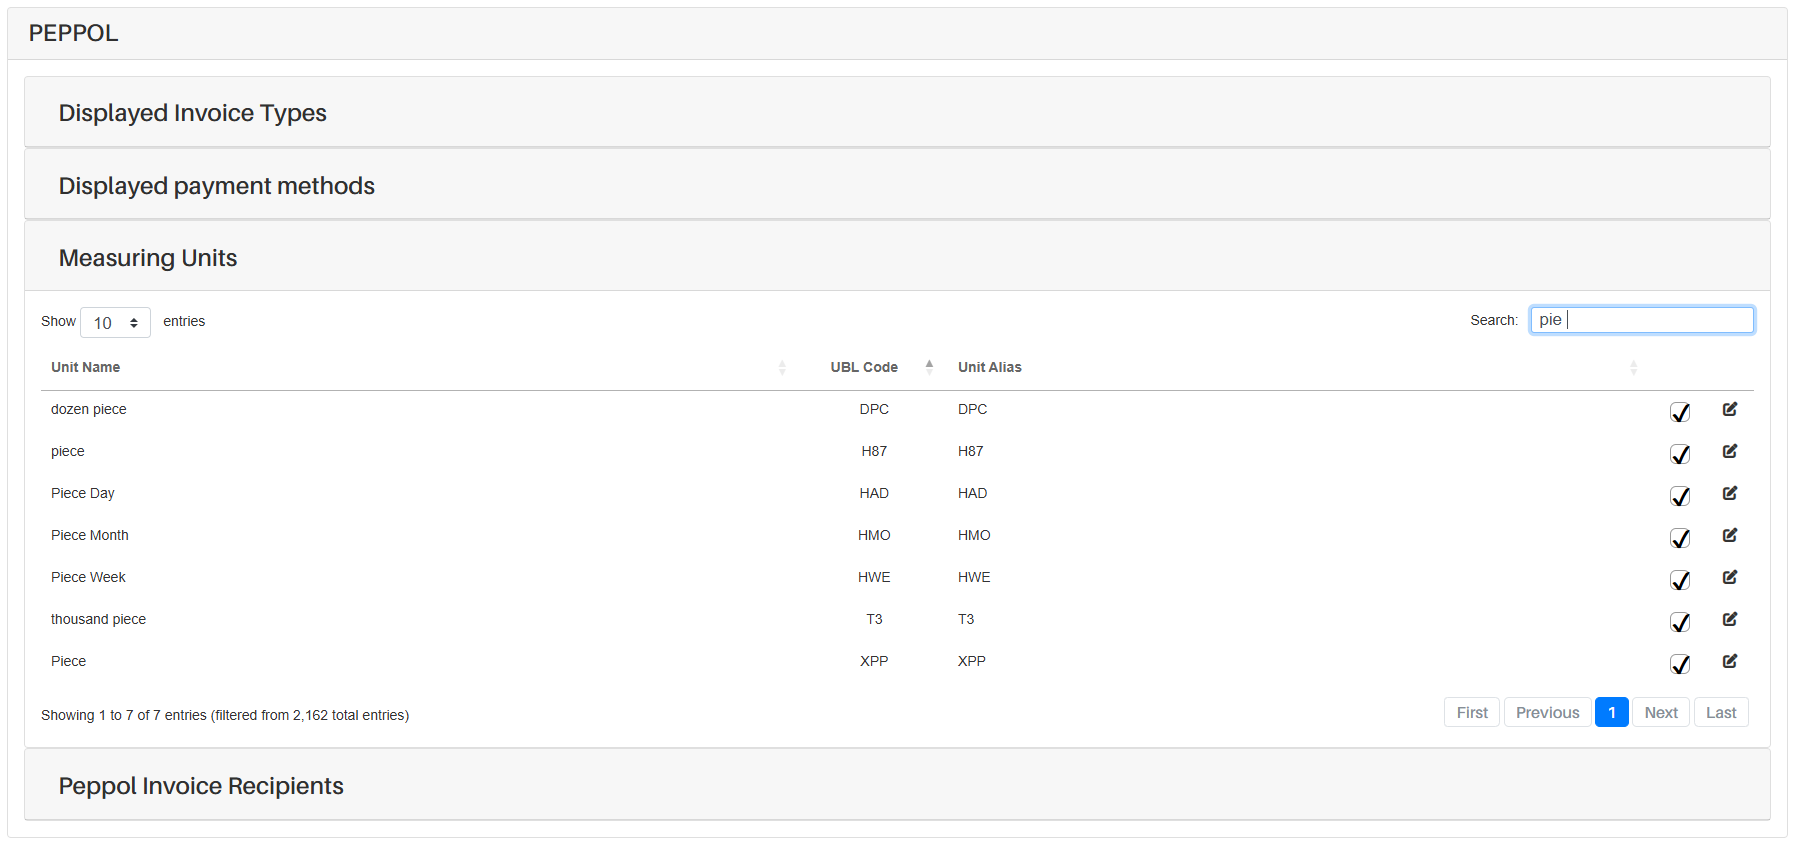 PEPPOL
Displayed Invoice Types
Displayed payment methods
Measuring Units
Show 10 entries Search: pie
Unit Name UBL Code Unit Alias
dozen piece DPC DPC
piece H87 H87
Piece Day HAD HAD
Piece Month HMO HMO
Piece Week HWE HWE
thousand piece T3 T3
Piece XPP XPP
Showing 1 to 7 of 7 entries (filtered from 2,162 total entries) First Previous 1 Next Last
Peppol Invoice Recipients